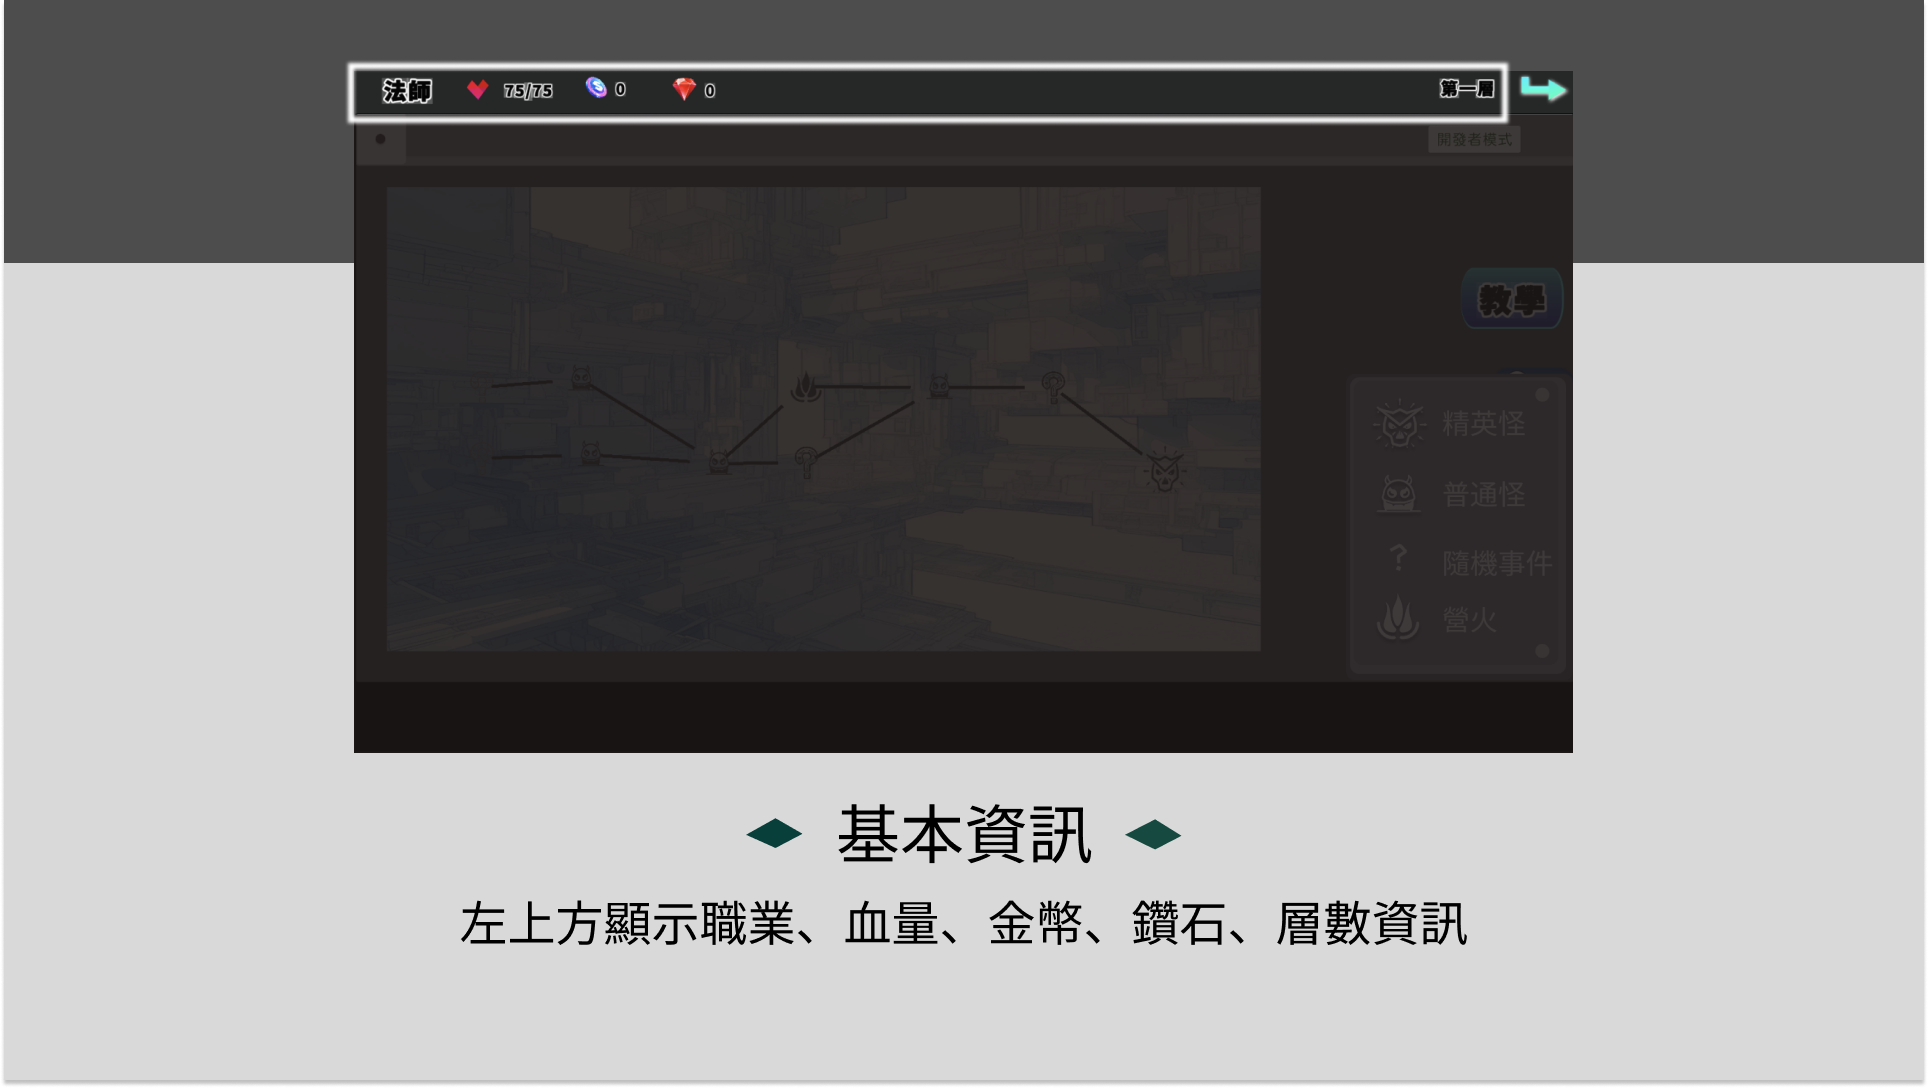 法師 75/75 0 0 第一層
開發者模式
教學
精英怪
普通怪
? 隨機事件
營火
基本資訊
左上方顯示職業、血量、金幣、鑽石、層數資訊